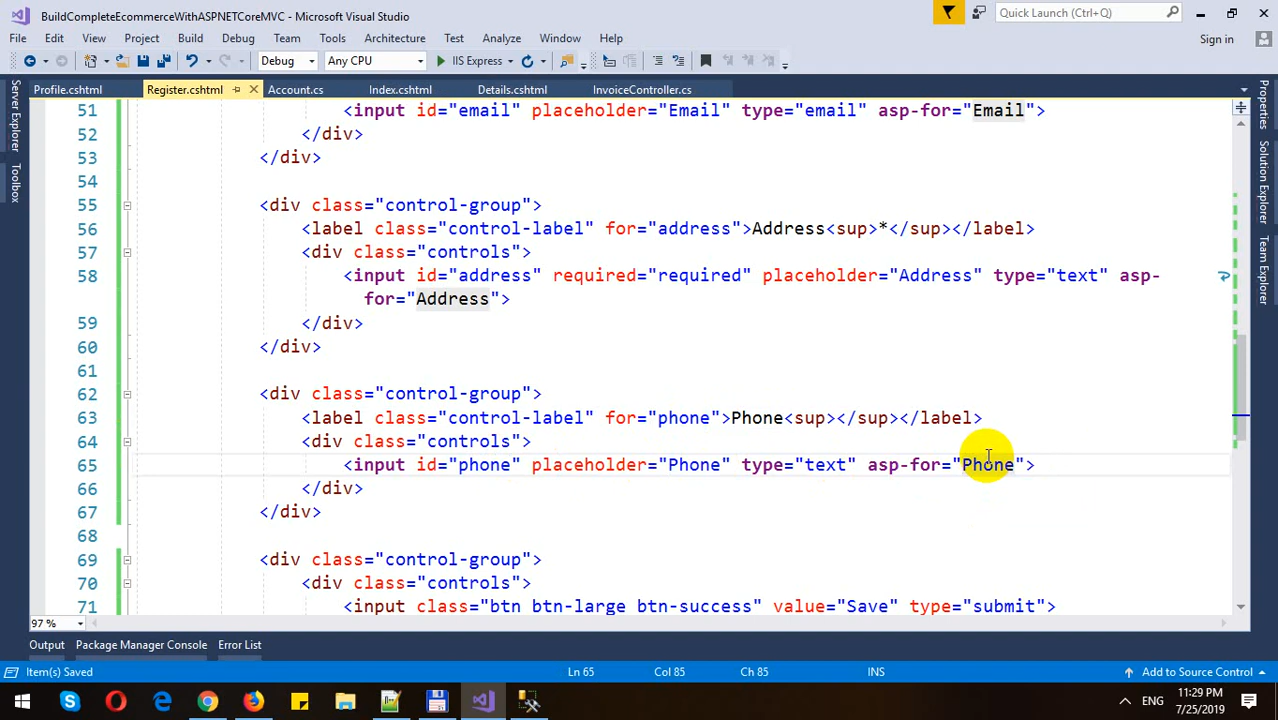 BuildCompleteEcommerceWithASPNETCoreMVC - Microsoft Visual Studio
Quick Launch (Ctrl+Q)
File Edit View Project Build Debug Team Tools Architecture Test Analyze Window Help
Sign in
Debug Any CPU IIS Express
Profile.cshtml Register.cshtml Account.cs Index.cshtml Details.cshtml InvoiceController.cs
Server Explorer
Toolbox
51 <input id="email" placeholder="Email" type="email" asp-for="Email">
52 </div>
53 </div>
54
55 <div class="control-group">
56 <label class="control-label" for="address">Address<sup>*</sup></label>
57 <div class="controls">
58 <input id="address" required="required" placeholder="Address" type="text" asp-
for="Address">
59 </div>
60 </div>
61
62 <div class="control-group">
63 <label class="control-label" for="phone">Phone<sup></sup></label>
64 <div class="controls">
65 <input id="phone" placeholder="Phone" type="text" asp-for="Phone">
66 </div>
67 </div>
68
69 <div class="control-group">
70 <div class="controls">
71 <input class="btn btn-large btn-success" value="Save" type="submit">
Properties
Solution Explorer
Team Explorer
97 %
Output Package Manager Console Error List
Item(s) Saved Ln 65 Col 85 Ch 85 INS Add to Source Control
ENG
11:29 PM
7/25/2019